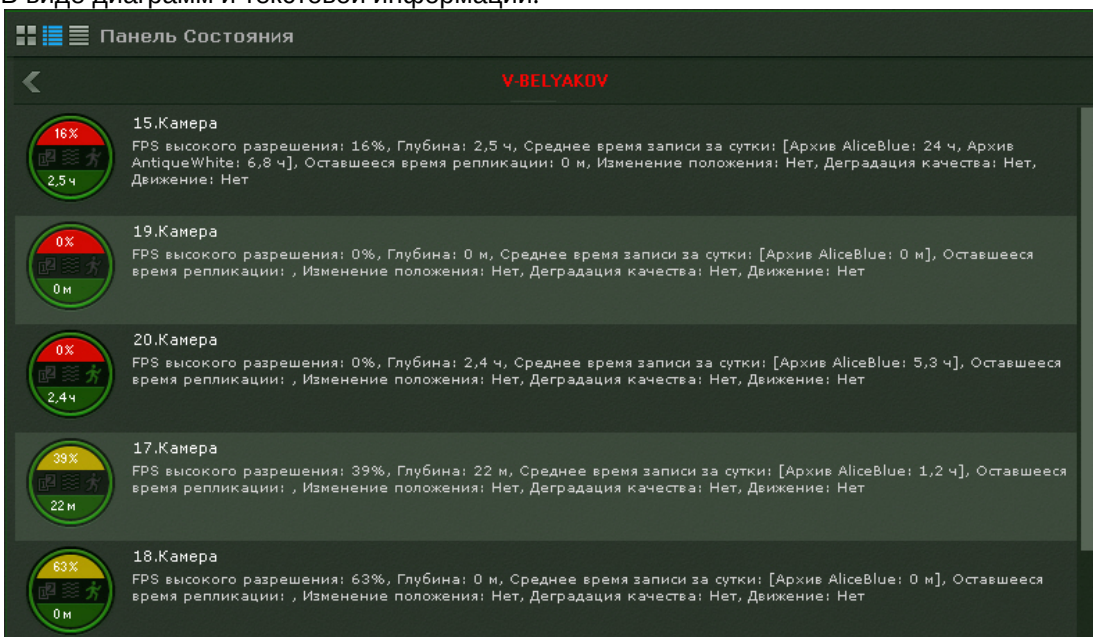 В виде диаграмм и текстовой информации.
Панель Состояния
V-BELYAKOV
16%
2,5 ч
15.Камера
FPS высокого разрешения: 16%, Глубина: 2,5 ч, Среднее время записи за сутки: [Архив AliceBlue: 24 ч, Архив
AntiqueWhite: 6,8 ч], Оставшееся время репликации: 0 м, Изменение положения: Нет, Деградация качества: Нет,
Движение: Нет
0%
0 м
19.Камера
FPS высокого разрешения: 0%, Глубина: 0 м, Среднее время записи за сутки: [Архив AliceBlue: 0 м], Оставшееся
время репликации: , Изменение положения: Нет, Деградация качества: Нет, Движение: Нет
0%
2,4 ч
20.Камера
FPS высокого разрешения: 0%, Глубина: 2,4 ч, Среднее время записи за сутки: [Архив AliceBlue: 5,3 ч], Оставшееся
время репликации: , Изменение положения: Нет, Деградация качества: Нет, Движение: Нет
39%
22 м
17.Камера
FPS высокого разрешения: 39%, Глубина: 22 м, Среднее время записи за сутки: [Архив AliceBlue: 1,2 ч], Оставшееся
время репликации: , Изменение положения: Нет, Деградация качества: Нет, Движение: Нет
63%
0 м
18.Камера
FPS высокого разрешения: 63%, Глубина: 0 м, Среднее время записи за сутки: [Архив AliceBlue: 0 м], Оставшееся
время репликации: , Изменение положения: Нет, Деградация качества: Нет, Движение: Нет